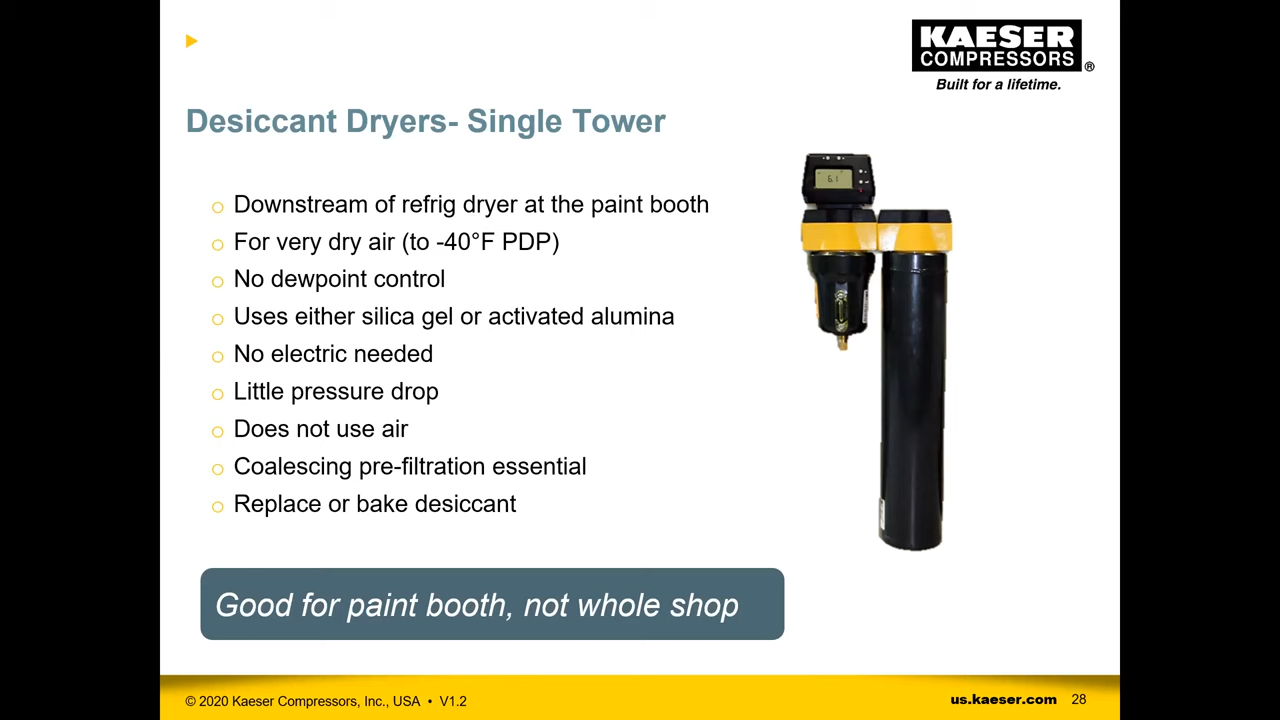 KAESER
COMPRESSORS
®
Built for a lifetime.
Desiccant Dryers- Single Tower
Downstream of refrig dryer at the paint booth
For very dry air (to -40°F PDP)
No dewpoint control
Uses either silica gel or activated alumina
No electric needed
Little pressure drop
Does not use air
Coalescing pre-filtration essential
Replace or bake desiccant
6.1
Good for paint booth, not whole shop
© 2020 Kaeser Compressors, Inc., USA • V1.2
us.kaeser.com 28